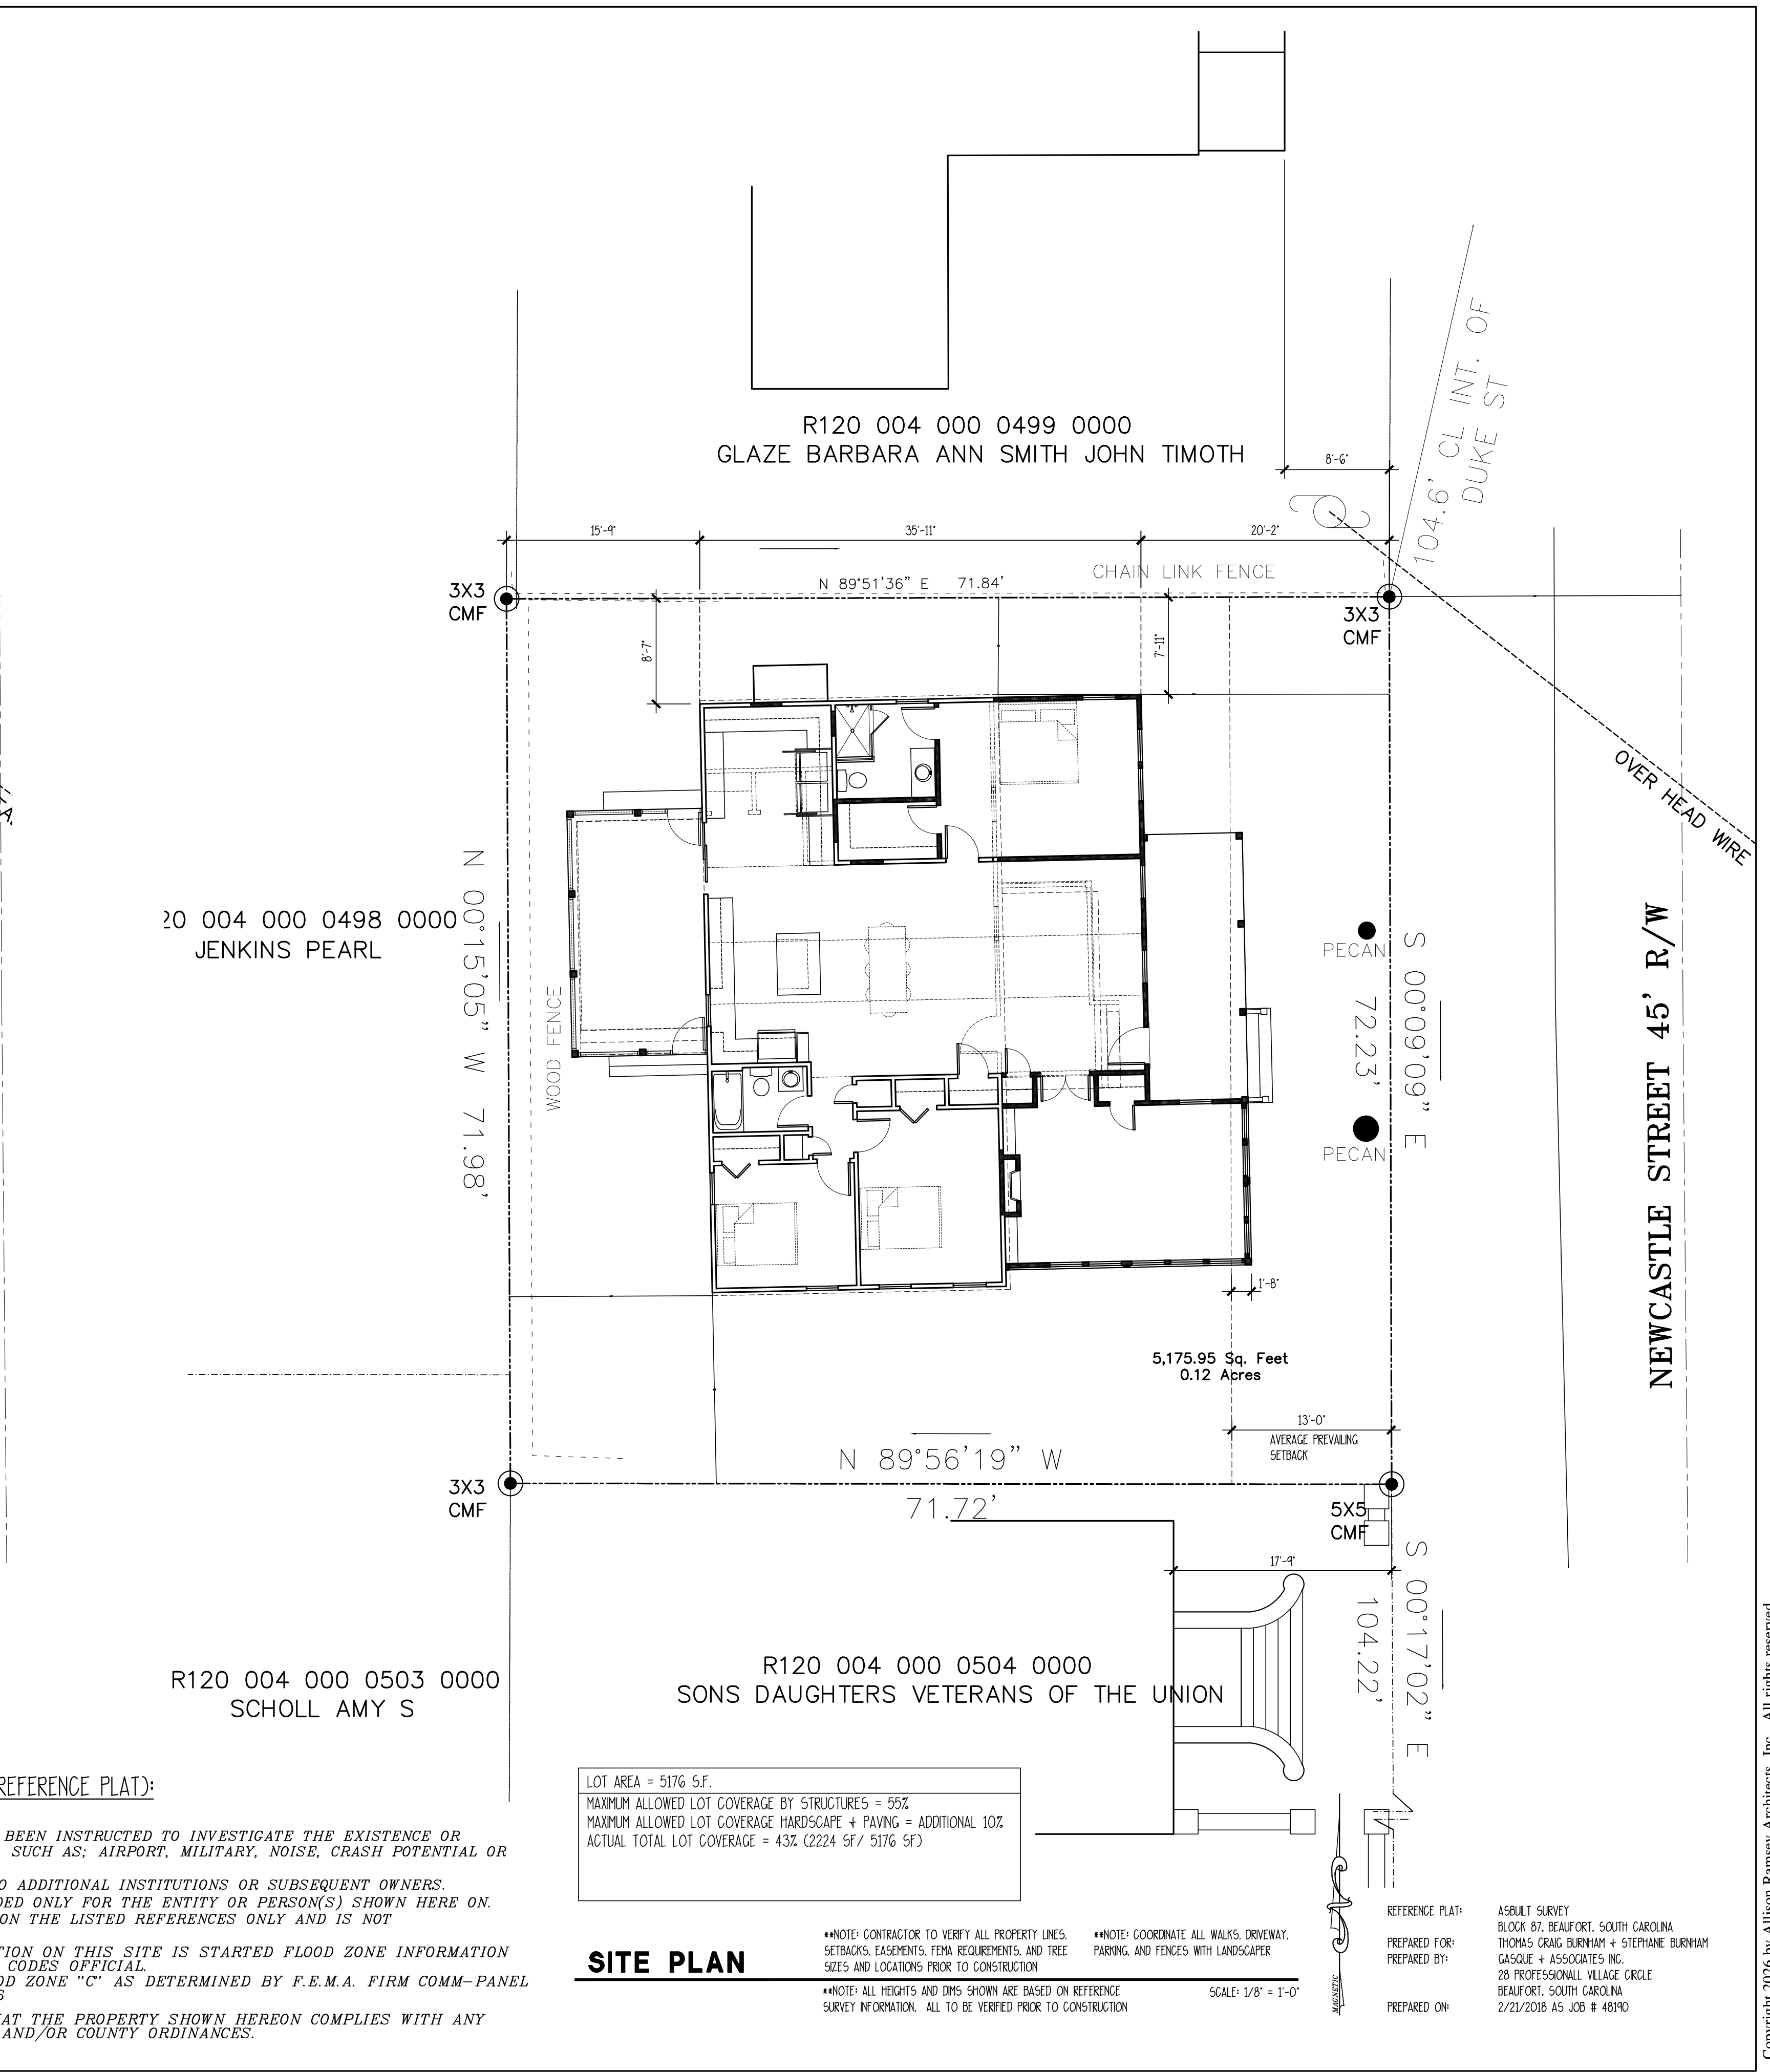 R120 004 000 0499 0000
GLAZE BARBARA ANN SMITH JOHN TIMOTH
8'-6"
104.6' CL INT. OF
DUKE ST
15'-9"
35'-11"
20'-2"
CHAIN LINK FENCE
N 89°51'36" E 71.84'
3X3
CMF
3X3
CMF
8'-7"
7'-11"
OVER HEAD WIRE
20 004 000 0498 0000
JENKINS PEARL
N 00°15'05" W 71.98'
WOOD FENCE
PECAN
PECAN
S 00°09'09" E
72.23'
NEWCASTLE STREET 45' R/W
1'-8"
5,175.95 Sq. Feet
0.12 Acres
13'-0"
AVERAGE PREVAILING
SETBACK
N 89°56'19" W
71.72'
3X3
CMF
5X5
CMF
17'-9"
S 00°17'02" E
104.22'
R120 004 000 0503 0000
SCHOLL AMY S
R120 004 000 0504 0000
SONS DAUGHTERS VETERANS OF THE UNION
REFERENCE PLAT):
BEEN INSTRUCTED TO INVESTIGATE THE EXISTENCE OR
SUCH AS; AIRPORT, MILITARY, NOISE, CRASH POTENTIAL OR
O ADDITIONAL INSTITUTIONS OR SUBSEQUENT OWNERS.
DED ONLY FOR THE ENTITY OR PERSON(S) SHOWN HERE ON.
ON THE LISTED REFERENCES ONLY AND IS NOT
TION ON THIS SITE IS STARTED FLOOD ZONE INFORMATION
CODES OFFICIAL.
OD ZONE "C" AS DETERMINED BY F.E.M.A. FIRM COMM-PANEL
6
AT THE PROPERTY SHOWN HEREON COMPLIES WITH ANY
AND/OR COUNTY ORDINANCES.
LOT AREA = 5176 S.F.
MAXIMUM ALLOWED LOT COVERAGE BY STRUCTURES = 55%
MAXIMUM ALLOWED LOT COVERAGE HARDSCAPE + PAVING = ADDITIONAL 10%
ACTUAL TOTAL LOT COVERAGE = 43% (2224 SF/ 5176 SF)
SITE PLAN
**NOTE: CONTRACTOR TO VERIFY ALL PROPERTY LINES,
SETBACKS, EASEMENTS, FEMA REQUIREMENTS, AND TREE
SIZES AND LOCATIONS PRIOR TO CONSTRUCTION
**NOTE: COORDINATE ALL WALKS, DRIVEWAY,
PARKING, AND FENCES WITH LANDSCAPER
**NOTE: ALL HEIGHTS AND DIMS SHOWN ARE BASED ON REFERENCE
SURVEY INFORMATION. ALL TO BE VERIFIED PRIOR TO CONSTRUCTION
SCALE: 1/8" = 1'-0"
MAGNETIC
REFERENCE PLAT: ASBUILT SURVEY
BLOCK 87, BEAUFORT, SOUTH CAROLINA
PREPARED FOR: THOMAS CRAIG BURNHAM + STEPHANIE BURNHAM
PREPARED BY: GASQUE + ASSOCIATES INC.
28 PROFESSIONALL VILLAGE CIRCLE
BEAUFORT, SOUTH CAROLINA
PREPARED ON: 2/21/2018 AS JOB # 48190
Copyright 2026 by Allison Ramsey Architects, Inc. All rights reserved